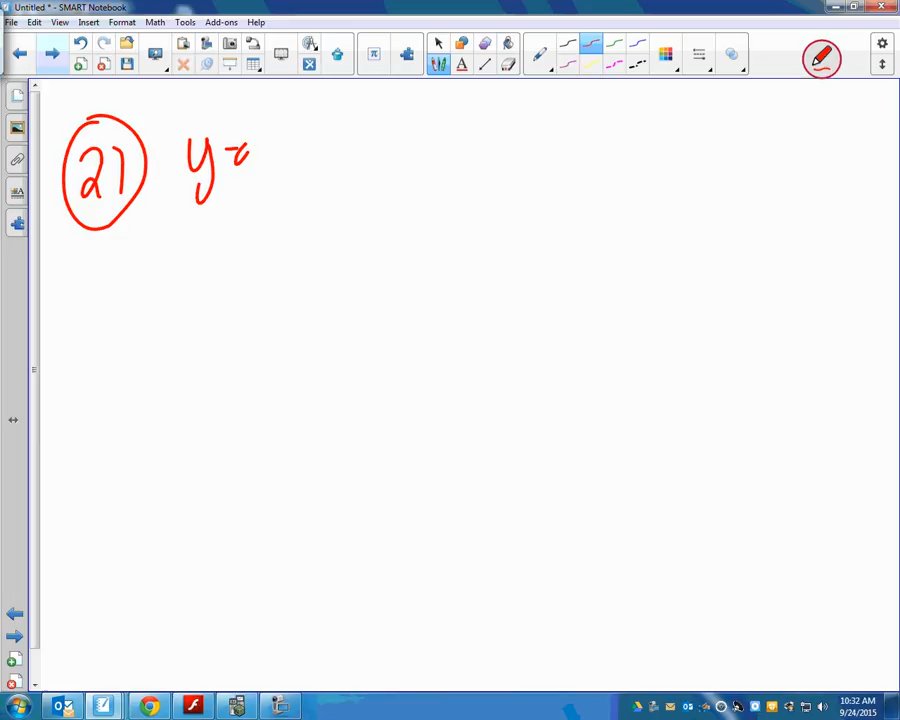 Untitled * - SMART Notebook
File Edit View Insert Format Math Tools Add-ons Help
21 y=
10:32 AM
9/24/2015